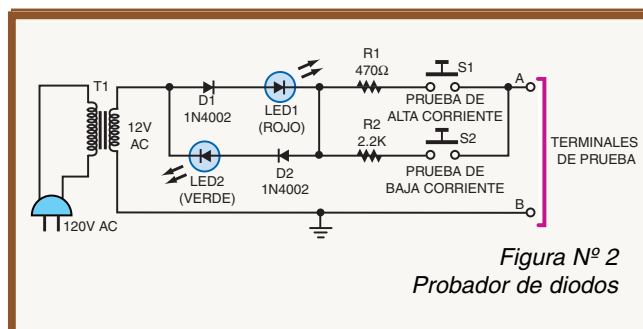 T1
12V
AC
120V AC
D1
1N4002
LED1
(ROJO)
LED2
(VERDE)
D2
1N4002
R1
470Ω
S1
PRUEBA DE
ALTA CORRIENTE
R2
2.2K
S2
PRUEBA DE
BAJA CORRIENTE
A
B
TERMINALES
DE PRUEBA
Figura Nº 2
Probador de diodos